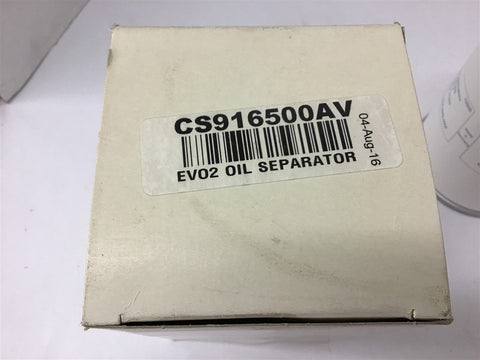 CS916500AV
EVO2 OIL SEPARATOR
04-Aug-16